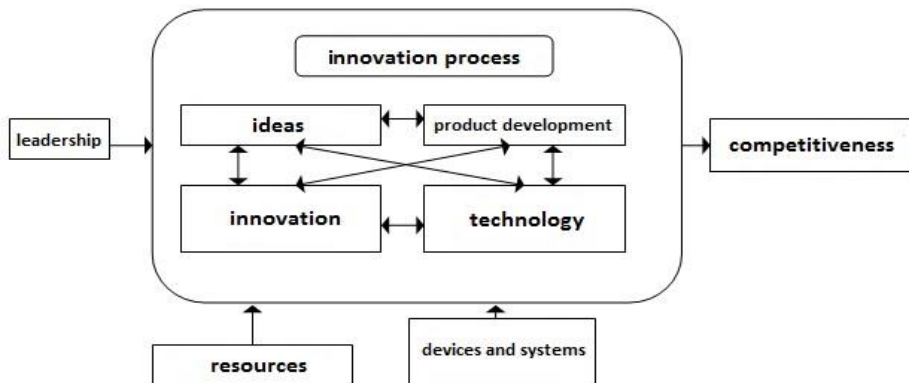 innovation process
ideas
product development
leadership
competitiveness
innovation
technology
devices and systems
resources